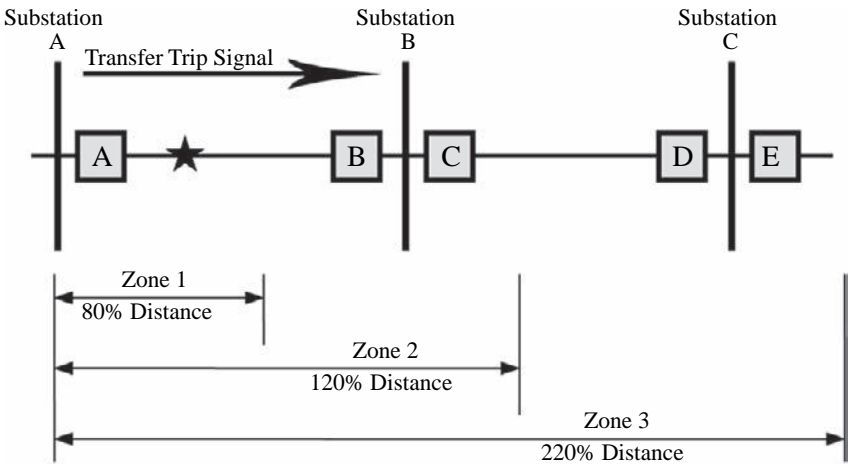 Substation
A
Substation
B
Substation
C
Transfer Trip Signal
A
B
C
D
E
Zone 1
80% Distance
Zone 2
120% Distance
Zone 3
220% Distance